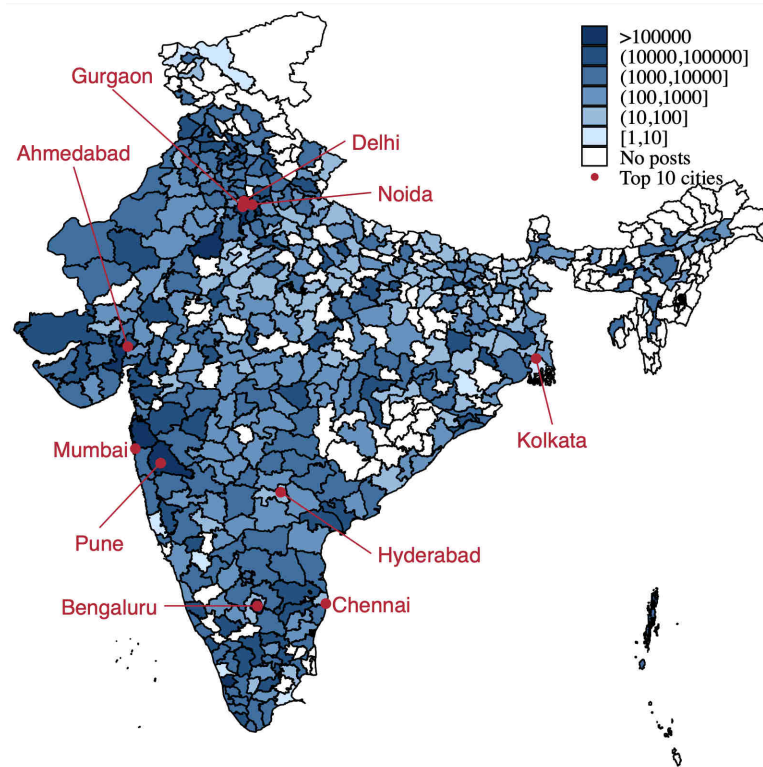 >100000
(10000,100000]
(1000,10000]
(100,1000]
(10,100]
[1,10]
No posts
Top 10 cities
Gurgaon
Delhi
Ahmedabad
Noida
Mumbai
Kolkata
Pune
Hyderabad
Bengaluru
Chennai